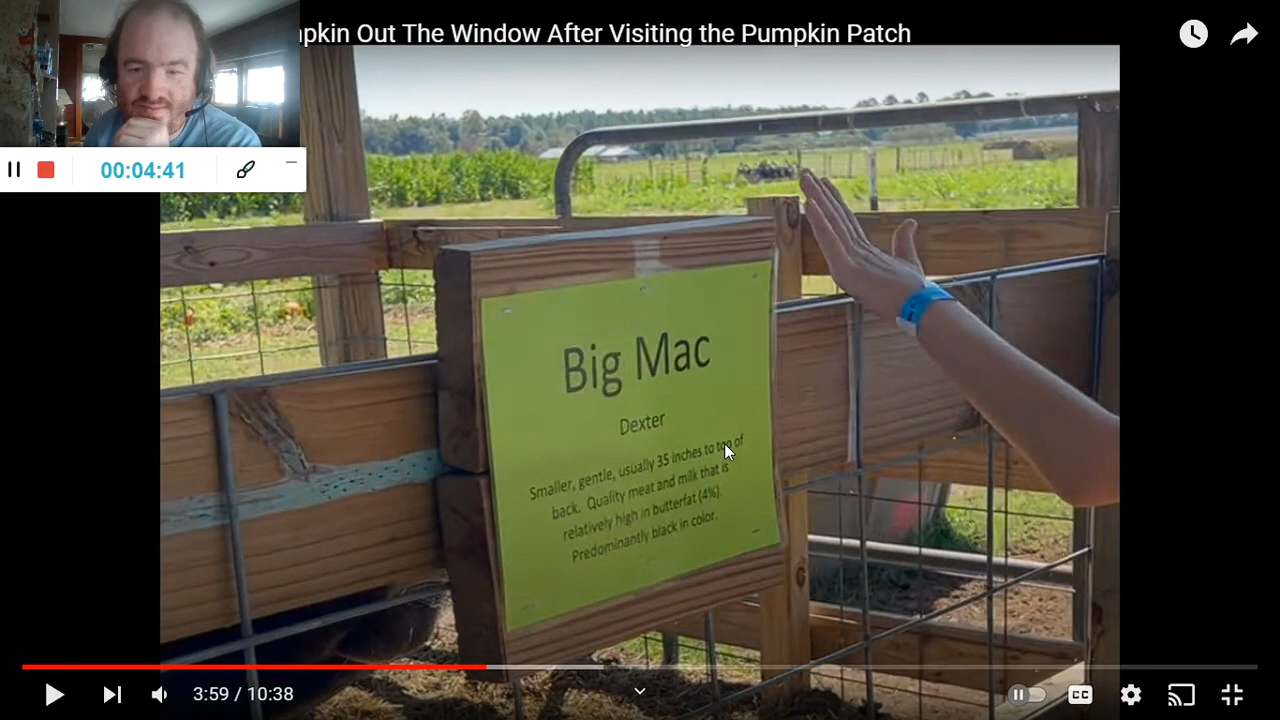 pkin Out The Window After Visiting the Pumpkin Patch
00:04:41
Big Mac
Dexter
Smaller, gentle, usually 35 inches to top of
back. Quality meat and milk that is
relatively high in butterfat (4%).
Predominantly black in color.
3:59 / 10:38
CC